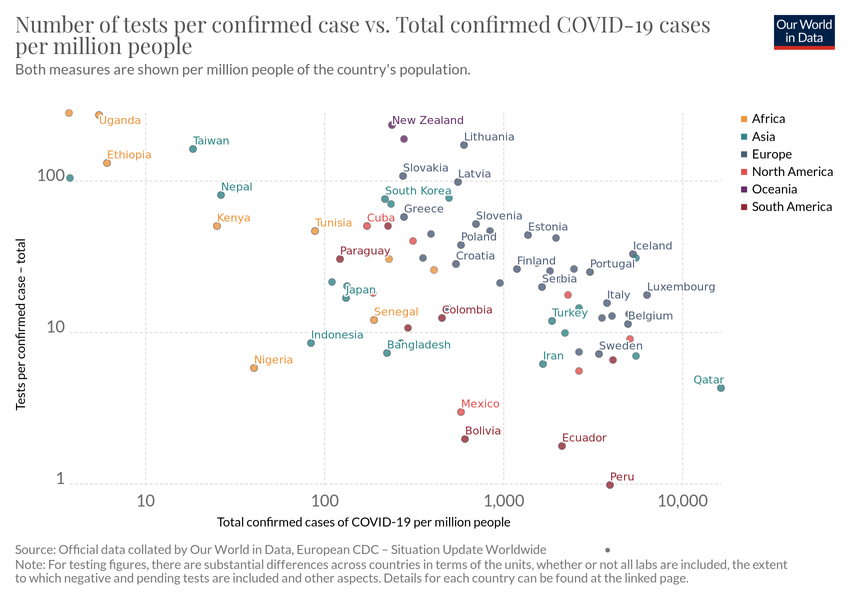 Number of tests per confirmed case vs. Total confirmed COVID-19 cases
per million people
Both measures are shown per million people of the country's population.
Our World
in Data
Uganda
New Zealand
Lithuania
Taiwan
Ethiopia
Slovakia
Latvia
Nepal
South Korea
Greece
Kenya
Tunisia
Cuba
Slovenia
Estonia
Poland
Paraguay
Croatia
Iceland
Finland
Portugal
Serbia
Japan
Luxembourg
Italy
Senegal
Colombia
Turkey
Belgium
Indonesia
Bangladesh
Sweden
Iran
Nigeria
Qatar
Mexico
Bolivia
Ecuador
Peru
Africa
Asia
Europe
North America
Oceania
South America
100
10
1
Tests per confirmed case – total
10
100
1,000
10,000
Total confirmed cases of COVID-19 per million people
Source: Official data collated by Our World in Data, European CDC – Situation Update Worldwide
Note: For testing figures, there are substantial differences across countries in terms of the units, whether or not all labs are included, the extent
to which negative and pending tests are included and other aspects. Details for each country can be found at the linked page.